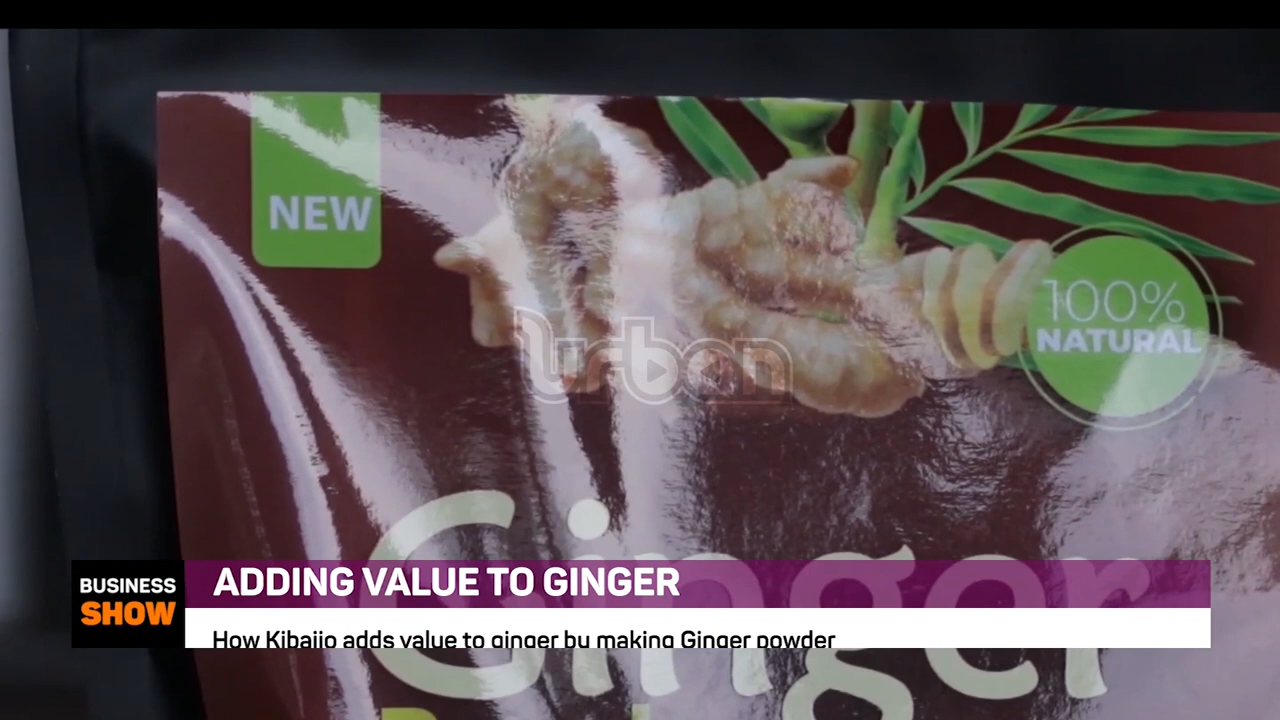 NEW
100%
NATURAL
urban
Ginger
BUSINESS
SHOW
ADDING VALUE TO GINGER
How Kibajjo adds value to ginger by making Ginger powder